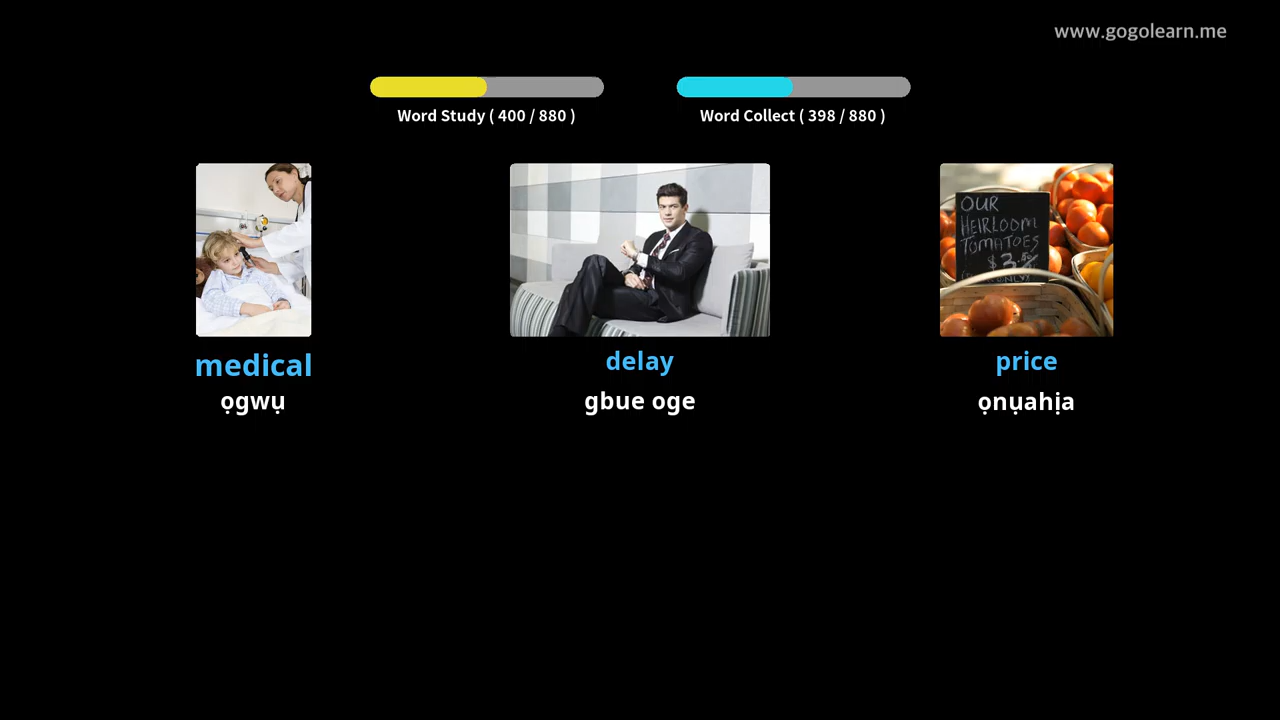 www.gogolearn.me
Word Study ( 400 / 880 )
Word Collect ( 398 / 880 )
OUR
HEIRLOOM
TOMATOES
medical
ọgwụ
delay
gbue oge
price
ọnụahịa